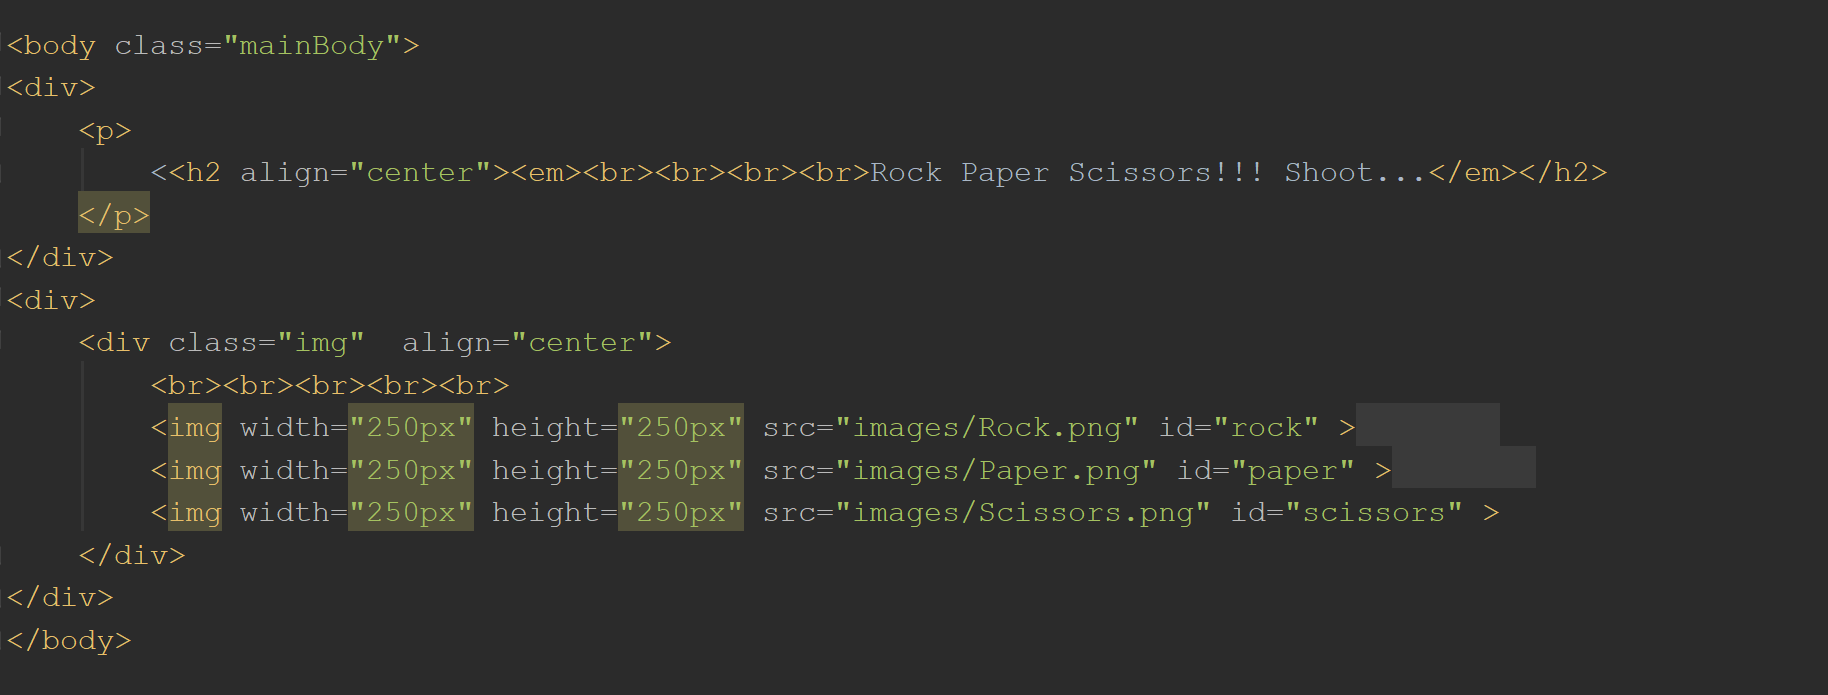 <body class="mainBody">
<div>
    <p>
        <<h2 align="center"><em><br><br><br><br>Rock Paper Scissors!!! Shoot...</em></h2>
    </p>
</div>
<div>
    <div class="img"  align="center">
        <br><br><br><br><br>
        <img width="250px" height="250px" src="images/Rock.png" id="rock" >
        <img width="250px" height="250px" src="images/Paper.png" id="paper" >
        <img width="250px" height="250px" src="images/Scissors.png" id="scissors" >
    </div>
</div>
</body>